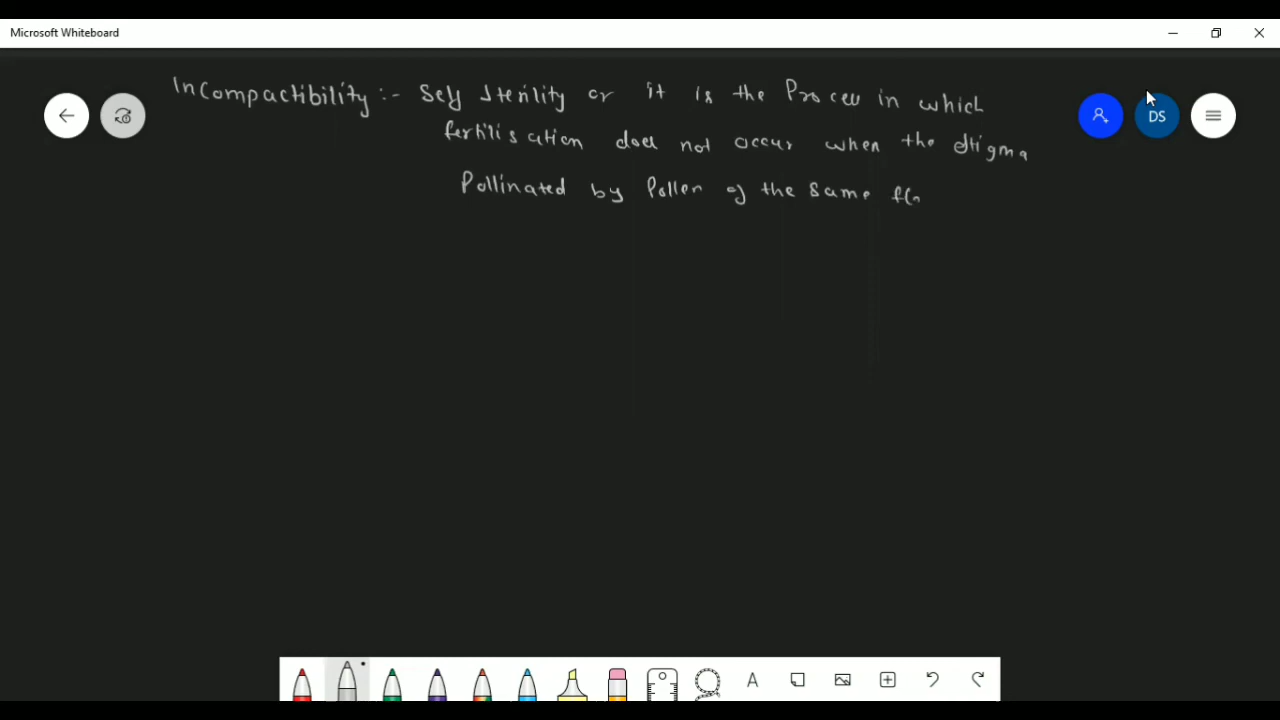 Microsoft Whiteboard
Incompactibility :- Self Sterility or it is the Process in which
fertilisation does not occur when the stigma
Pollinated by Pollen of the same flo
DS
A